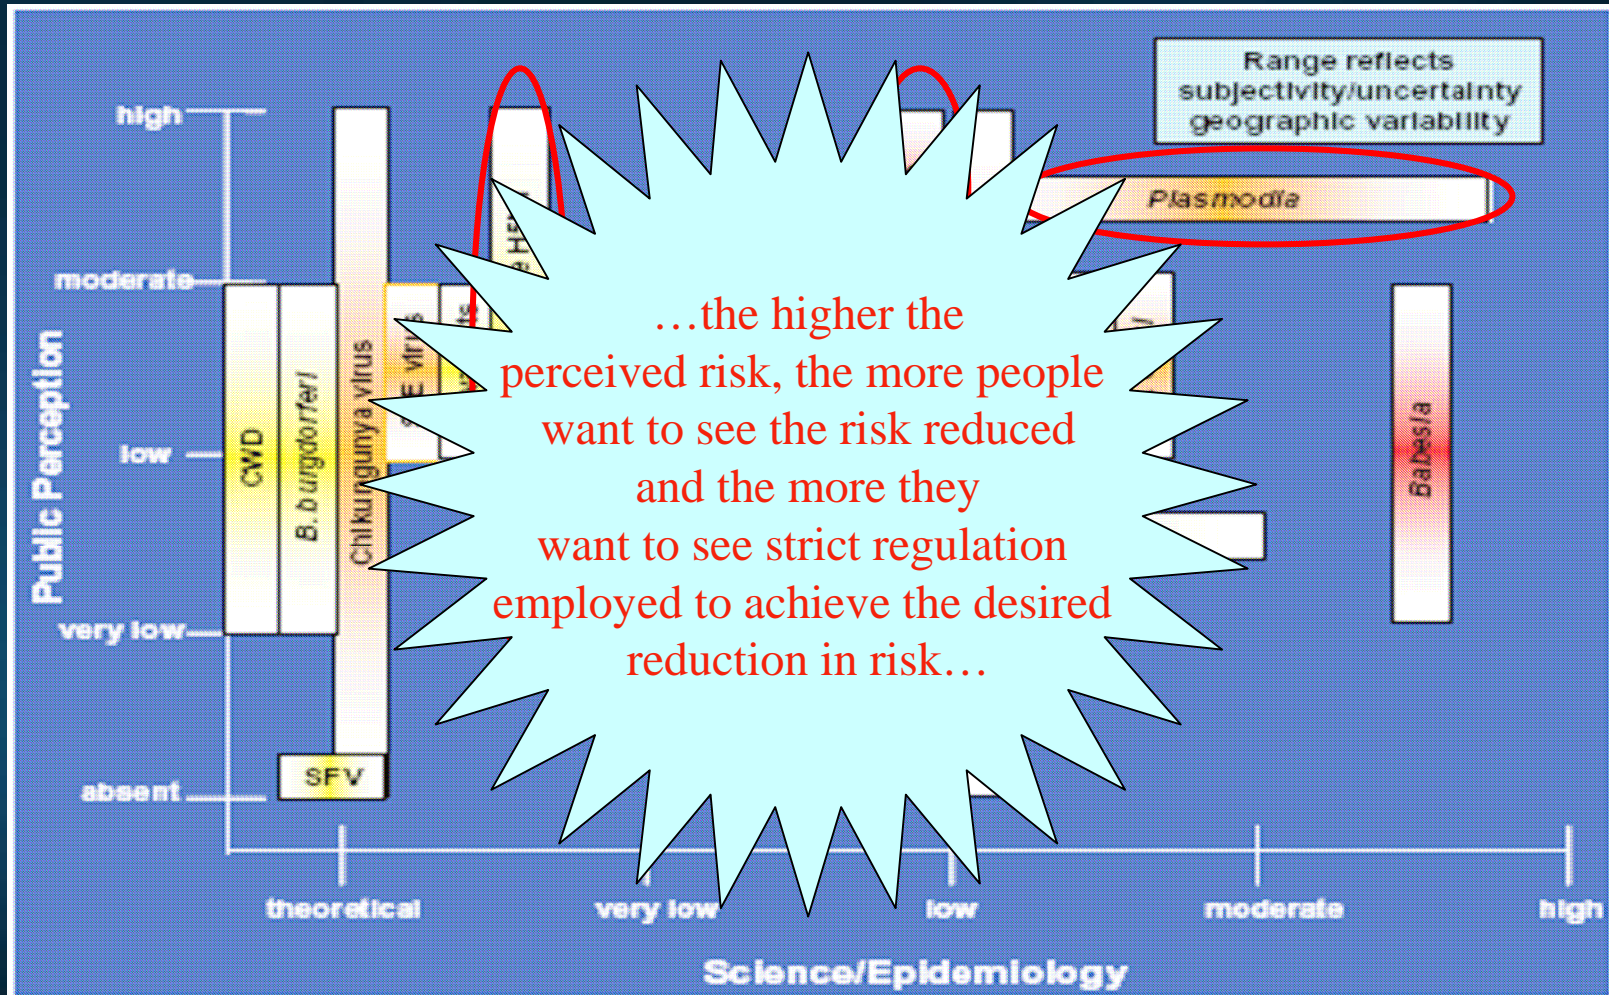 Range reflects
subjectivity/uncertainty
geographic variability
high
Plasmodia
moderate
Public Perception
low
very low
absent
CWD
B. burgdorferi
Chikungunya virus
virus
SFV
Babesia
…the higher the
perceived risk, the more people
want to see the risk reduced
and the more they
want to see strict regulation
employed to achieve the desired
reduction in risk…
theoretical
very low
low
moderate
high
Science/Epidemiology